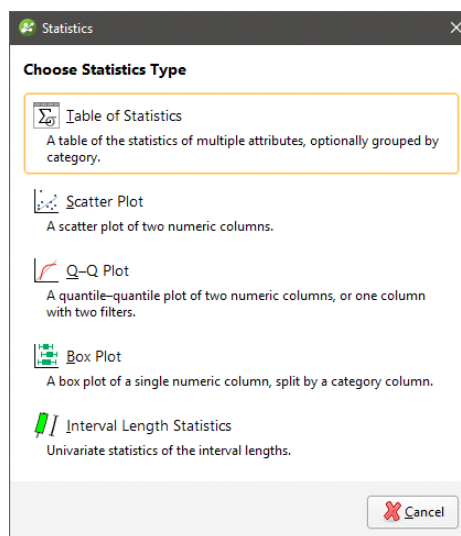 Statistics
Choose Statistics Type
Table of Statistics
A table of the statistics of multiple attributes, optionally grouped by
category.
Scatter Plot
A scatter plot of two numeric columns.
Q–Q Plot
A quantile–quantile plot of two numeric columns, or one column
with two filters.
Box Plot
A box plot of a single numeric column, split by a category column.
Interval Length Statistics
Univariate statistics of the interval lengths.
Cancel